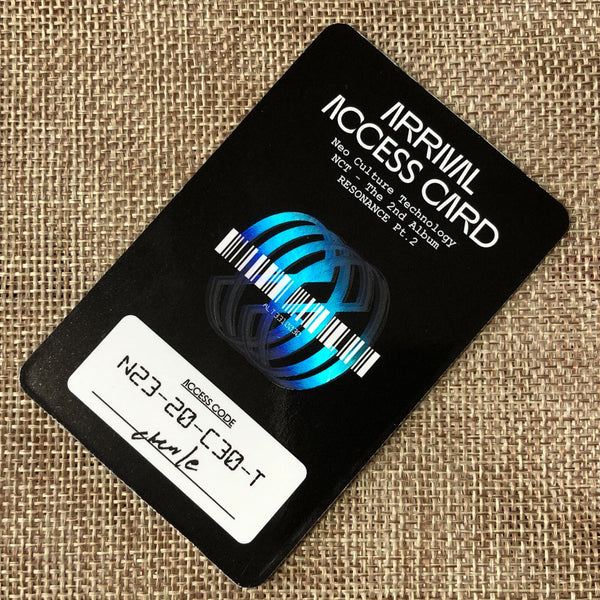 ARRIVAL
ACCESS CARD
Neo Culture Technology
NCT - The 2nd Album
RESONANCE Pt.2
ACCESS CODE
N23-20-C30-T